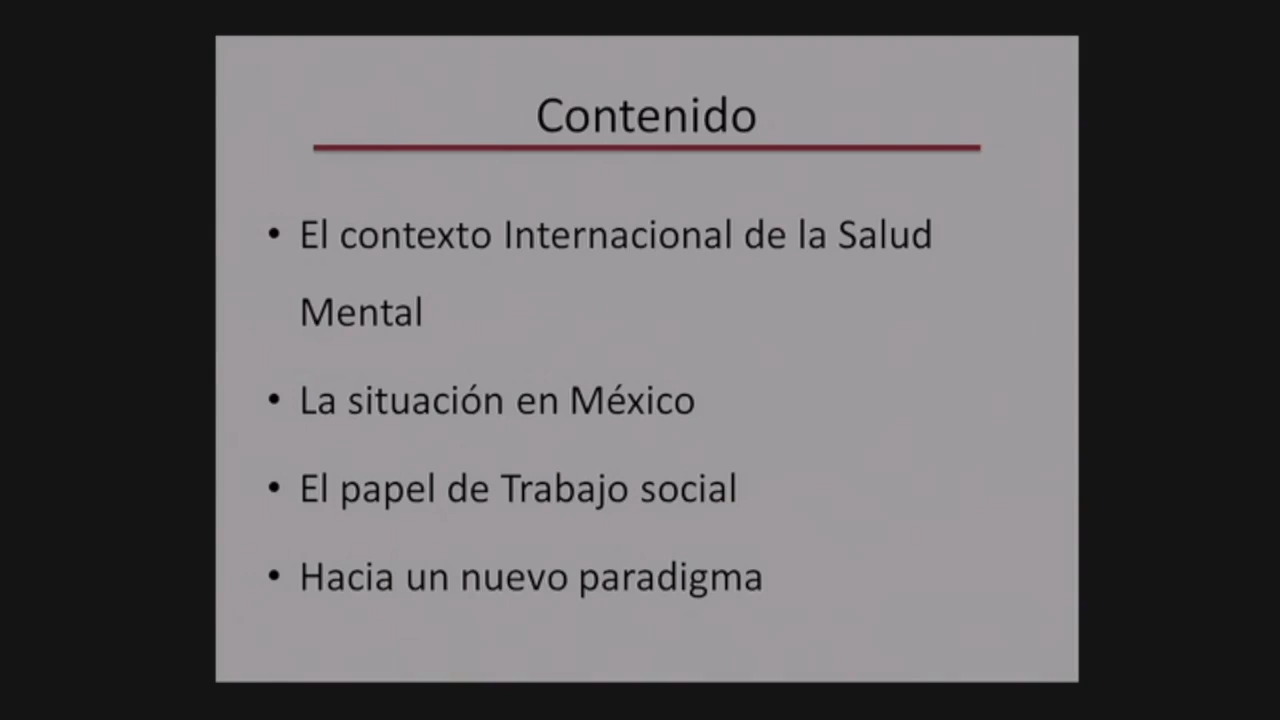 Contenido
• El contexto Internacional de la Salud
Mental
• La situación en México
• El papel de Trabajo social
• Hacia un nuevo paradigma